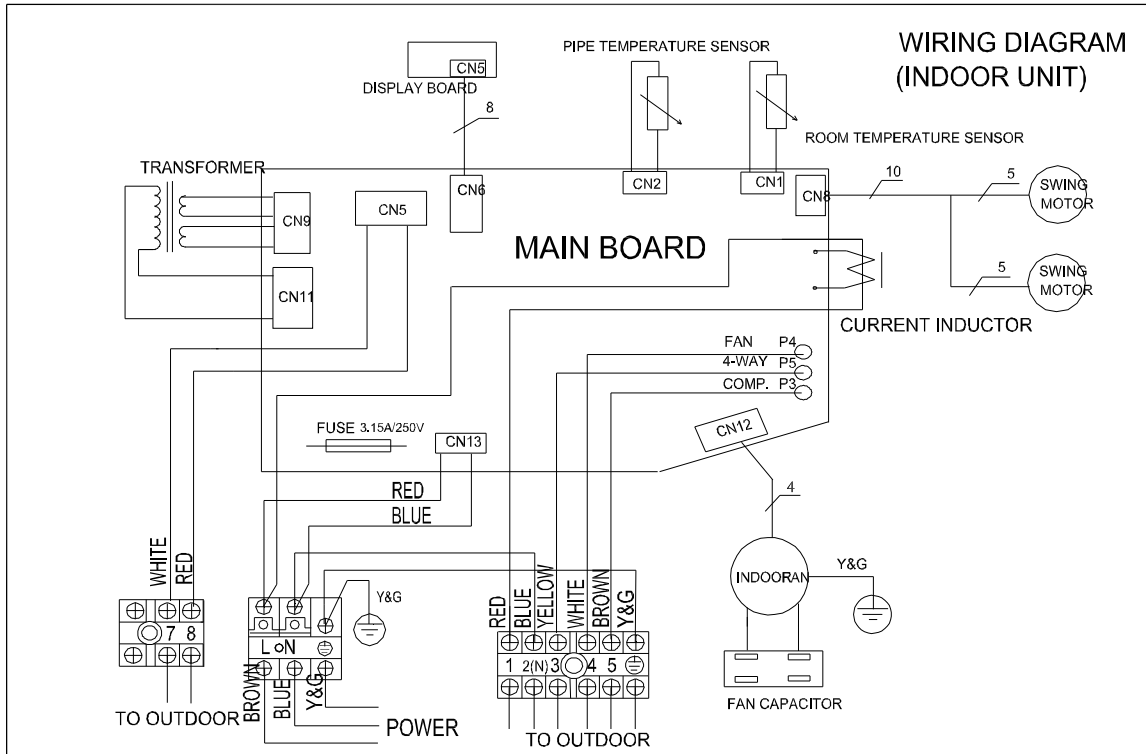 WIRING DIAGRAM
(INDOOR UNIT)
PIPE TEMPERATURE SENSOR
CN5
DISPLAY BOARD
8
ROOM TEMPERATURE SENSOR
TRANSFORMER
CN6
CN2
CN1
CN8
10
5
SWING
MOTOR
CN9
CN5
MAIN BOARD
5
SWING
MOTOR
CN11
CURRENT INDUCTOR
FAN P4
4-WAY P5
COMP. P3
FUSE 3.15A/250V
CN13
CN12
RED
BLUE
4
WHITE
RED
Y&G
RED
BLUE
YELLOW
WHITE
BROWN
Y&G
INDOORAN
Y&G
7 8
L N
1 2(N) 3 4 5
BROWN
BLUE
Y&G
TO OUTDOOR
POWER
TO OUTDOOR
FAN CAPACITOR